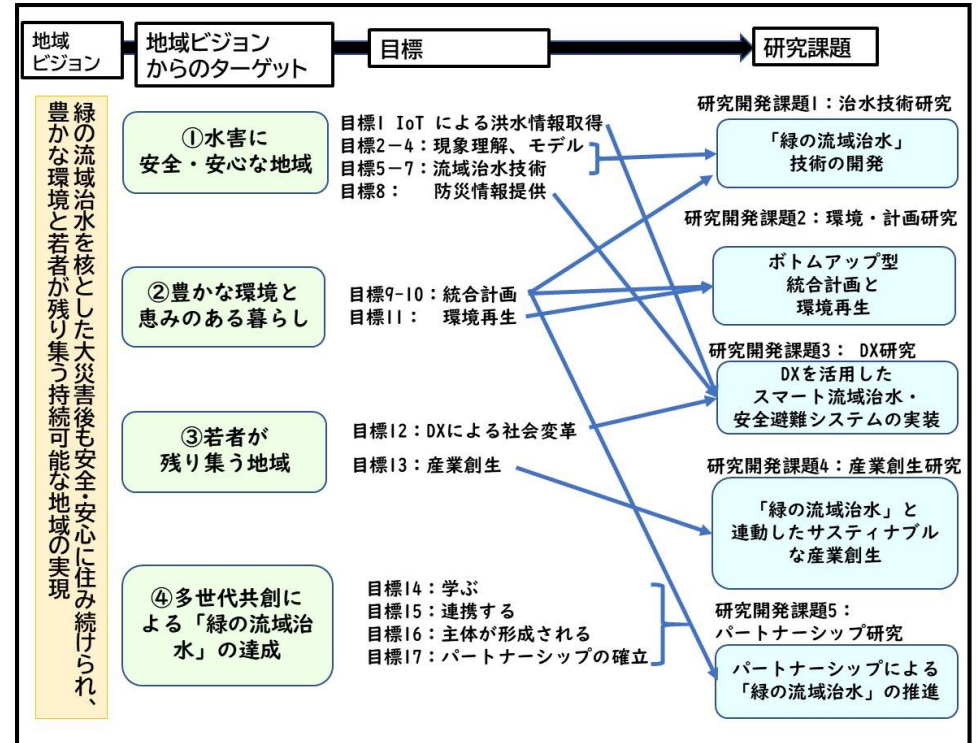 地域
ビジョン
地域ビジョン
からのターゲット
目標
研究課題
緑の流域治水を核とした大災害後も安全・安心に住み続けられ、
豊かな環境と若者が残り集う持続可能な地域の実現
①水害に
安全・安心な地域
②豊かな環境と
恵みのある暮らし
③若者が
残り集う地域
④多世代共創に
よる「緑の流域治
水」の達成
目標1 IoT による洪水情報取得
目標2−4:現象理解、モデル
目標5−7:流域治水技術
目標8: 防災情報提供
目標9-10:統合計画
目標11: 環境再生
目標12:DXによる社会変革
目標13:産業創生
目標14:学ぶ
目標15:連携する
目標16:主体が形成される
目標17:パートナーシップの確立
研究開発課題1:治水技術研究
「緑の流域治水」
技術の開発
研究開発課題2:環境・計画研究
ボトムアップ型
統合計画と
環境再生
研究開発課題3: DX研究
DXを活用した
スマート流域治水・
安全避難システムの実装
研究開発課題4:産業創生研究
「緑の流域治水」と
連動したサスティナブル
な産業創生
研究開発課題5:
パートナーシップ研究
パートナーシップによる
「緑の流域治水」の推進